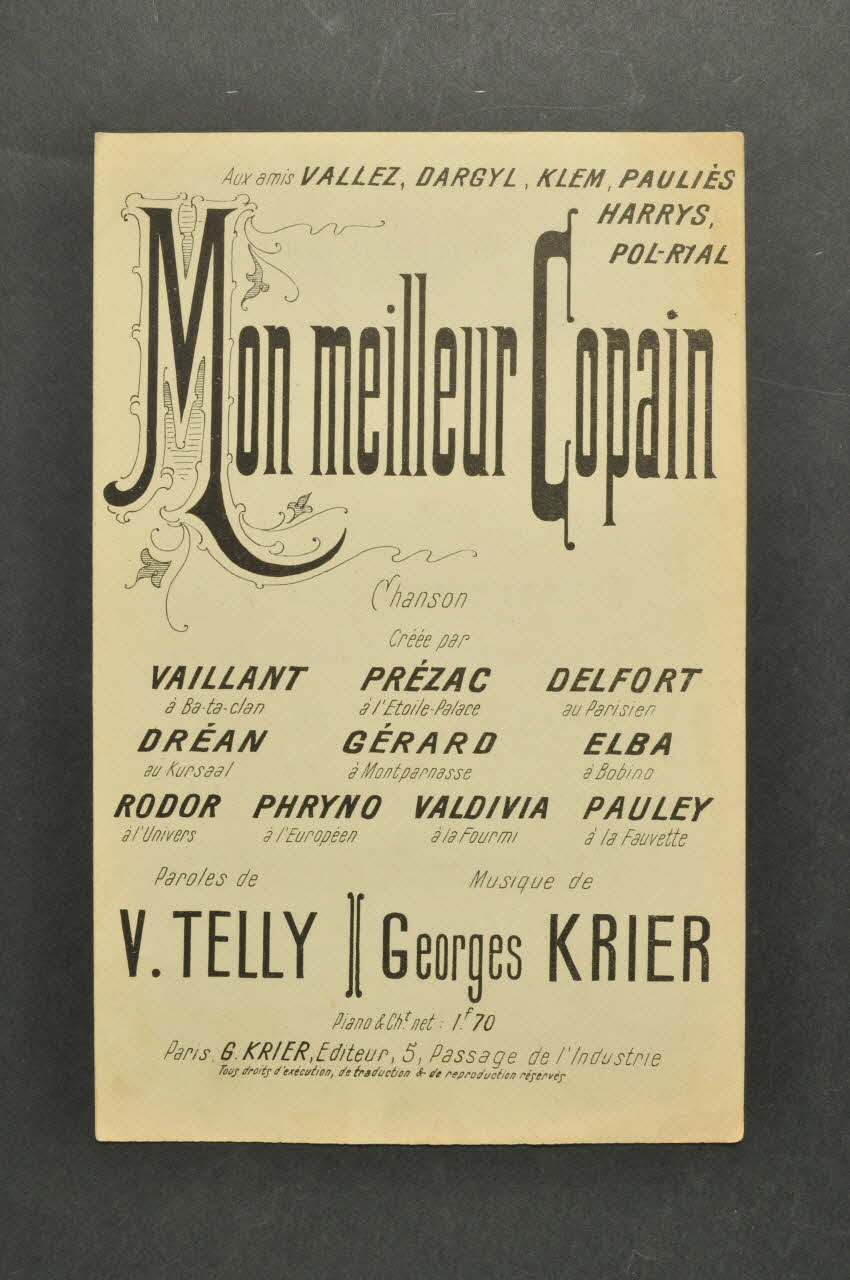 Aux amis VALLEZ, DARGYL, KLEM, PAULIÈS
HARRYS,
POL-R1AL
Mon meilleur Copain
Chanson
Créée par
VAILLANT PRÉZAC DELFORT
à Ba-ta-clan à l'Etoile-Palace au Parisien
DRÉAN GÉRARD ELBA
au Kursaal à Montparnasse à Bobino
RODOR PHRYNO VALDIVIA PAULEY
à l'Univers à l'Européen à la Fourmi à la Fauvette
Paroles de Musique de
V. TELLY Georges KRIER
Piano & Cht net : 1.f 70
Paris, G. KRIER, Editeur, 5, Passage de l'Industrie
Tous droits d'exécution, de traduction & de reproduction réservés